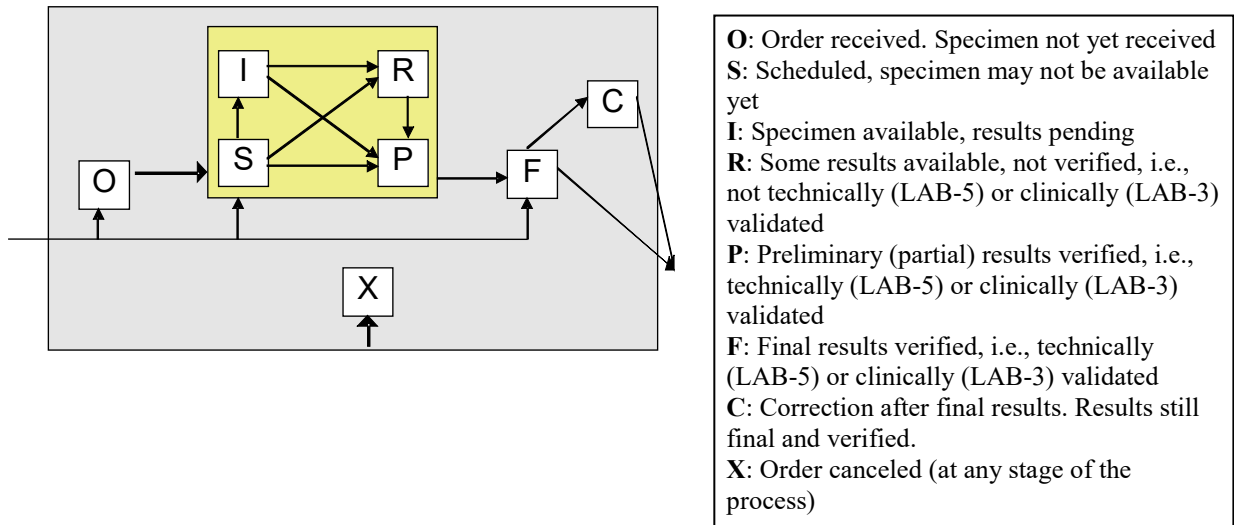 I
R
S
P
O
F
C
X
O: Order received. Specimen not yet received
S: Scheduled, specimen may not be available
yet
I: Specimen available, results pending
R: Some results available, not verified, i.e.,
not technically (LAB-5) or clinically (LAB-3)
validated
P: Preliminary (partial) results verified, i.e.,
technically (LAB-5) or clinically (LAB-3)
validated
F: Final results verified, i.e., technically
(LAB-5) or clinically (LAB-3) validated
C: Correction after final results. Results still
final and verified.
X: Order canceled (at any stage of the
process)